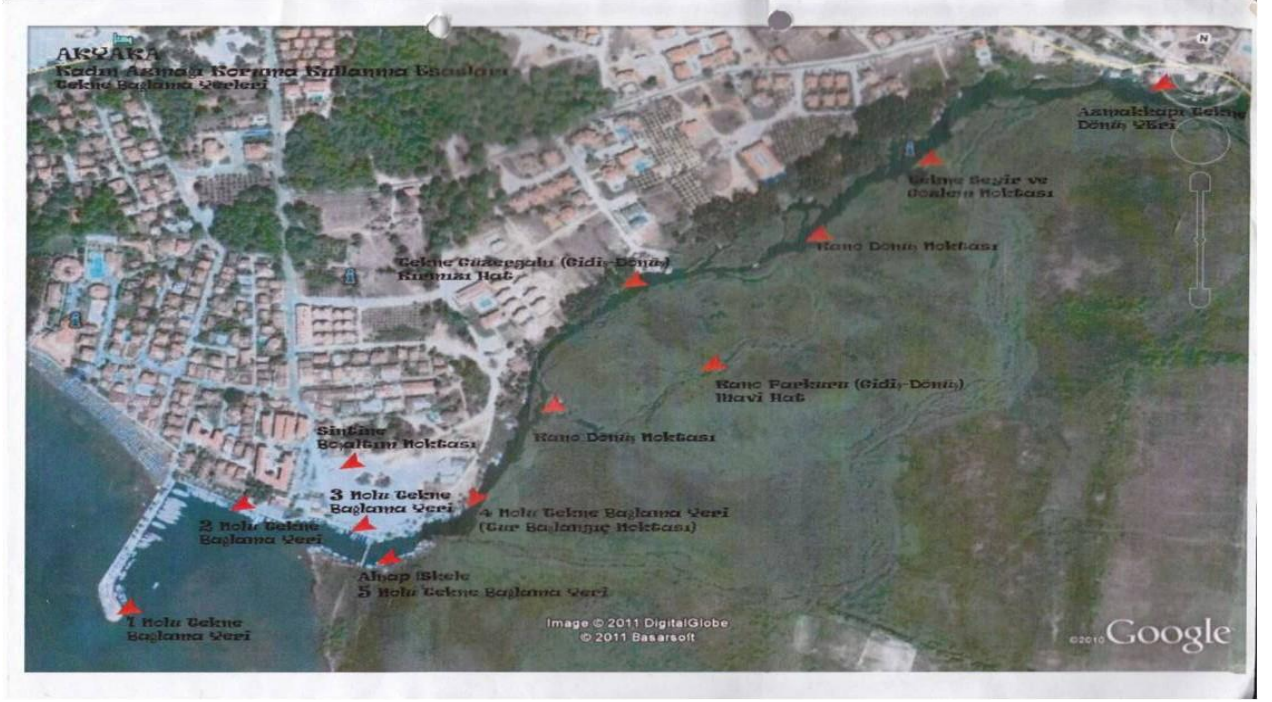 AKYAKA
Kadın Azmağı Koruma Kullanma Esasları
Tekne Bağlama Yerleri
N
Azmakkapı Tekne
Dönüş Yeri
Tekne Seyir ve
Gözlem Noktası
Kano Dönüş Noktası
Tekne Güzergahı (Gidiş-Dönüş)
Kırmızı Hat
Kano Parkuru (Gidiş-Dönüş)
Mavi Hat
Kano Dönüş Noktası
Sintine
Boşaltım Noktası
3 Nolu Tekne
Bağlama Yeri
4 Nolu Tekne Bağlama Yeri
(Tur Başlangıç Noktası)
2 Nolu Tekne
Bağlama Yeri
Ahşap İskele
5 Nolu Tekne Bağlama Yeri
1 Nolu Tekne
Bağlama Yeri
Image © 2011 DigitalGlobe
© 2011 Basarsoft
©2010 Google